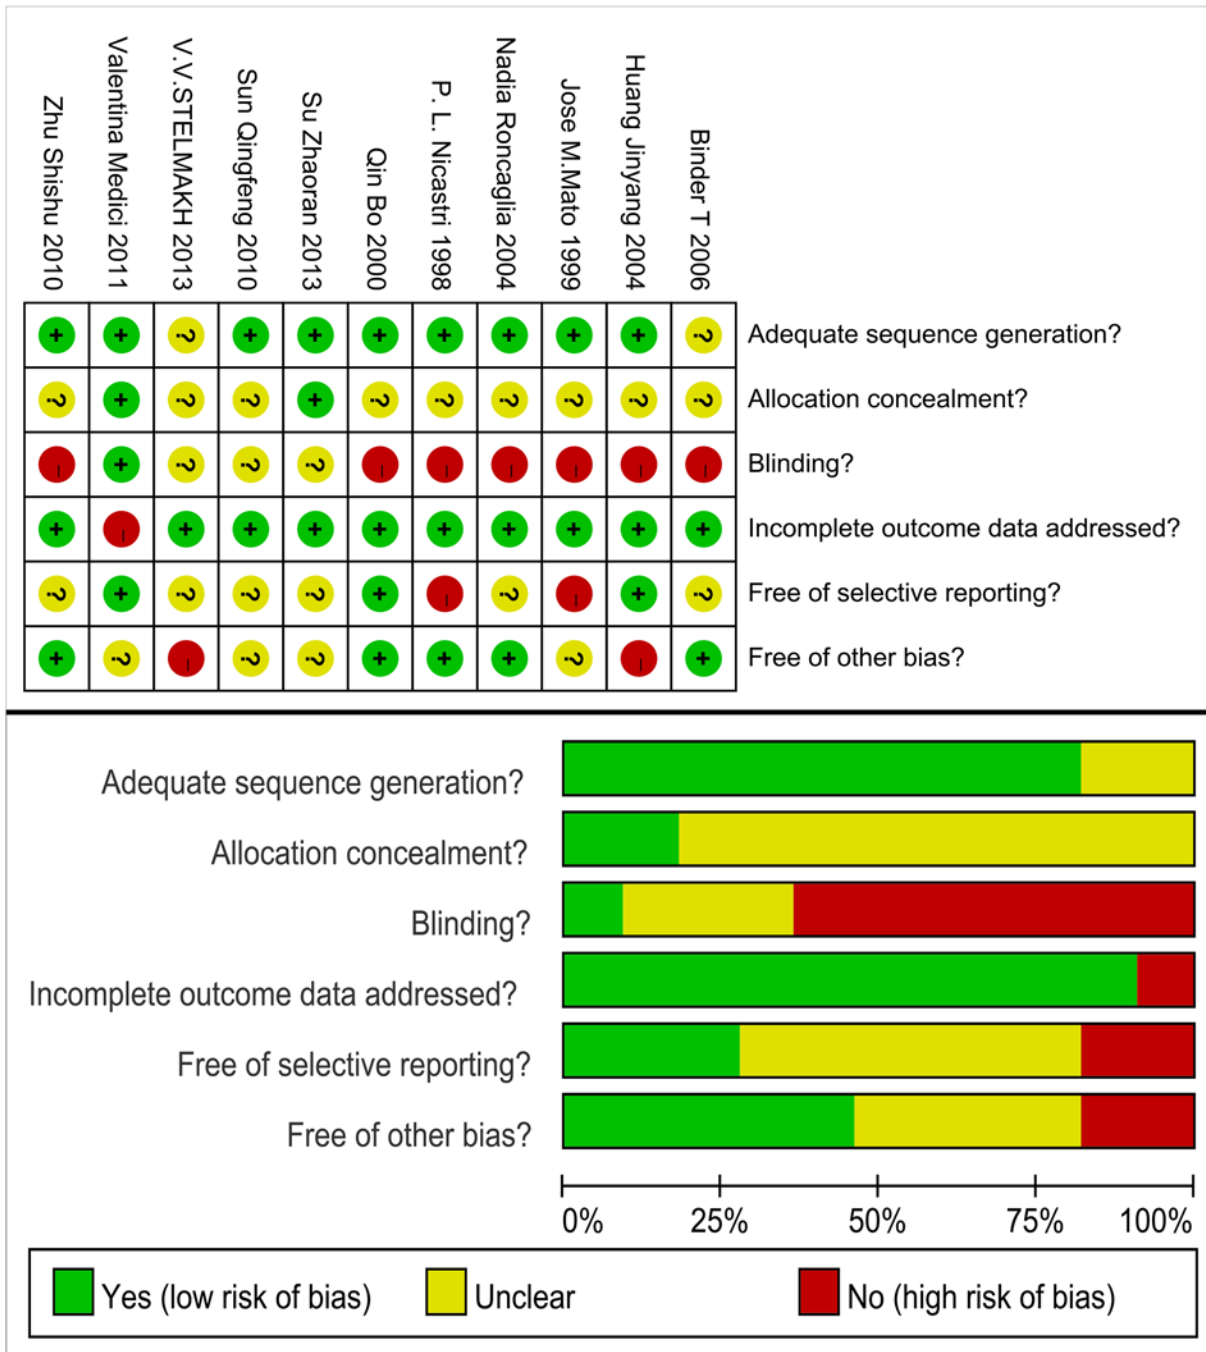 Zhu Shishu 2010
Valentina Medici 2011
V.V.STELMAKH 2013
Sun Qingfeng 2010
Su Zhaoran 2013
Qin Bo 2000
P. L. Nicastri 1998
Nadia Roncaglia 2004
Jose M.Mato 1999
Huang Jinyang 2004
Binder T 2006
+ + ? + + + + + + + ? Adequate sequence generation?
? + ? ? + ? ? ? ? ? ? Allocation concealment?
– + ? ? ? – – – – – – Blinding?
+ – + + + + + + + + + Incomplete outcome data addressed?
? + ? ? ? + – ? – + ? Free of selective reporting?
+ ? – ? ? + + + ? – + Free of other bias?
Adequate sequence generation?
Allocation concealment?
Blinding?
Incomplete outcome data addressed?
Free of selective reporting?
Free of other bias?
0% 25% 50% 75% 100%
Yes (low risk of bias) Unclear No (high risk of bias)